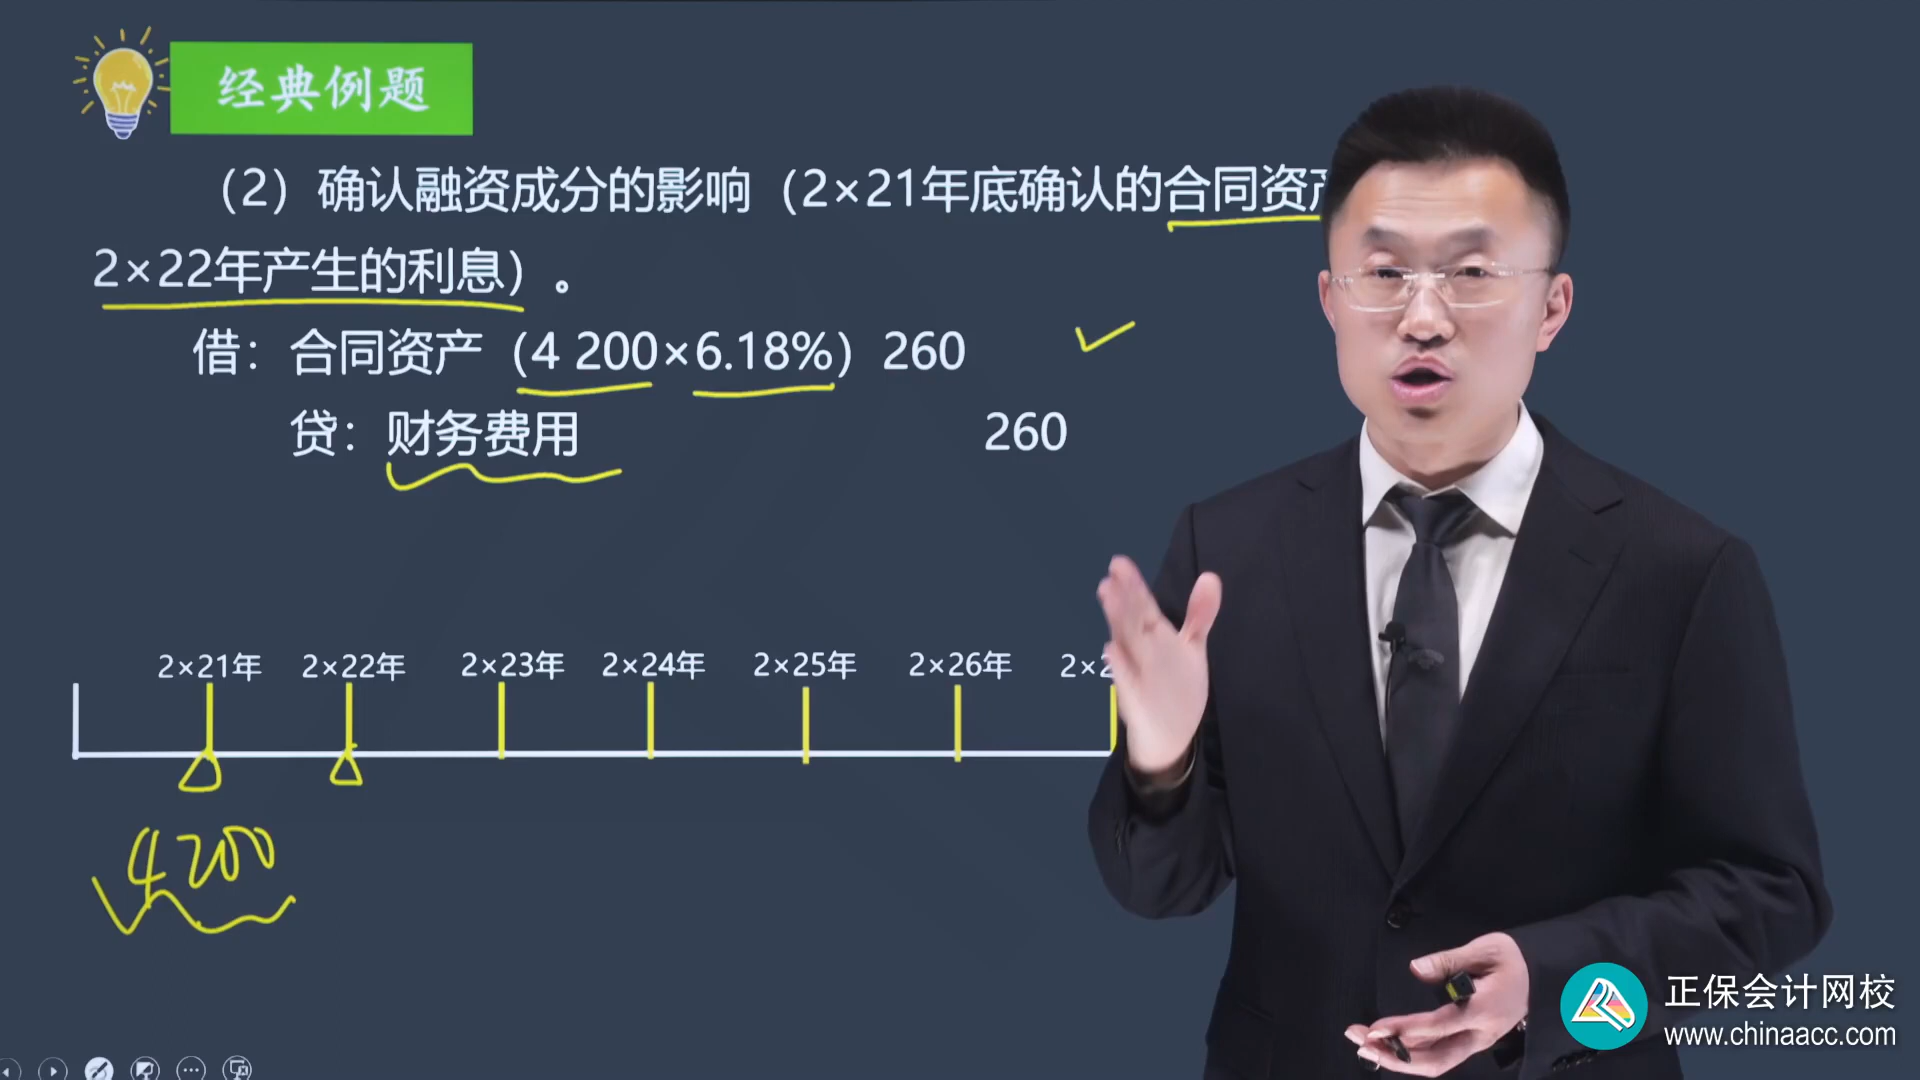 经典例题
（2）确认融资成分的影响（2×21年底确认的合同资产
2×22年产生的利息）。
借：合同资产（4 200×6.18%）260
贷：财务费用 260
2×21年 2×22年 2×23年 2×24年 2×25年 2×26年 2×2
4200
正保会计网校
www.chinaacc.com